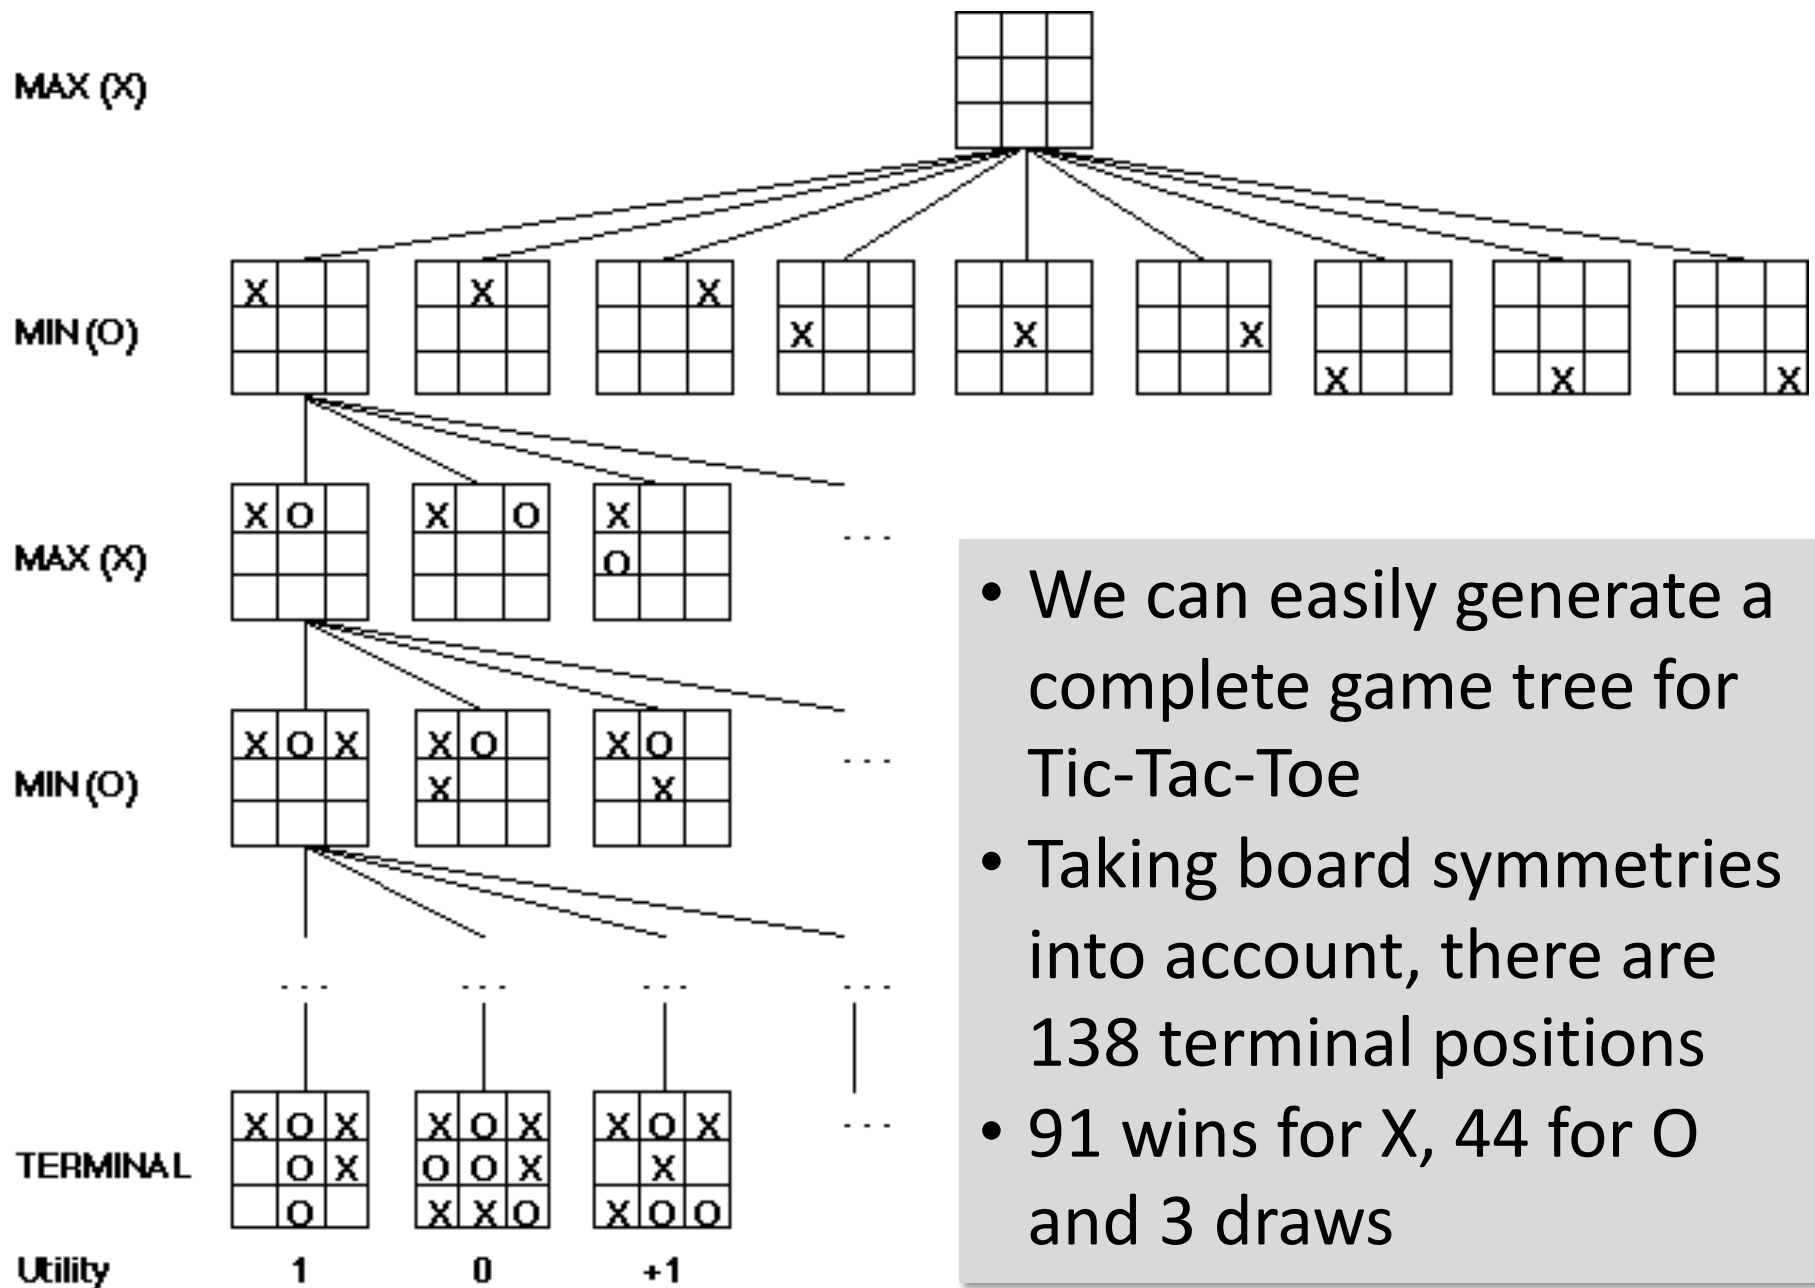 MAX (X)
X X X
MIN (O) X X X
X X X
X O X O X
MAX (X) O ...
X O X X O X O
MIN (O) X X ...
... ... ... ...
X O X X O X X O X ...
TERMINAL O X O O X X
O X X O X O O
Utility 1 0 +1
• We can easily generate a
complete game tree for
Tic-Tac-Toe
• Taking board symmetries
into account, there are
138 terminal positions
• 91 wins for X, 44 for O
and 3 draws